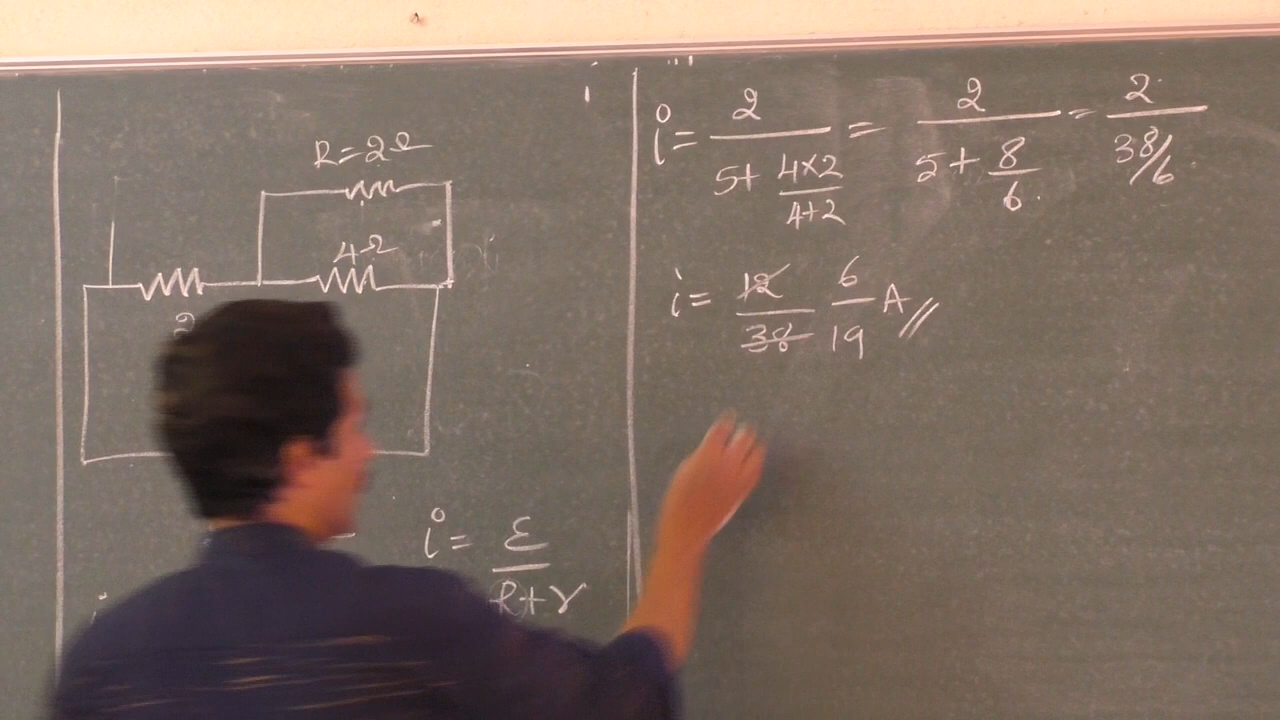 R=2Ω
4Ω
2
i = ε/(R+r)
i = 2/(5+(4×2)/(4+2)) = 2/(5+8/6) = 2/(38/6)
i = 12/38 6/19 A